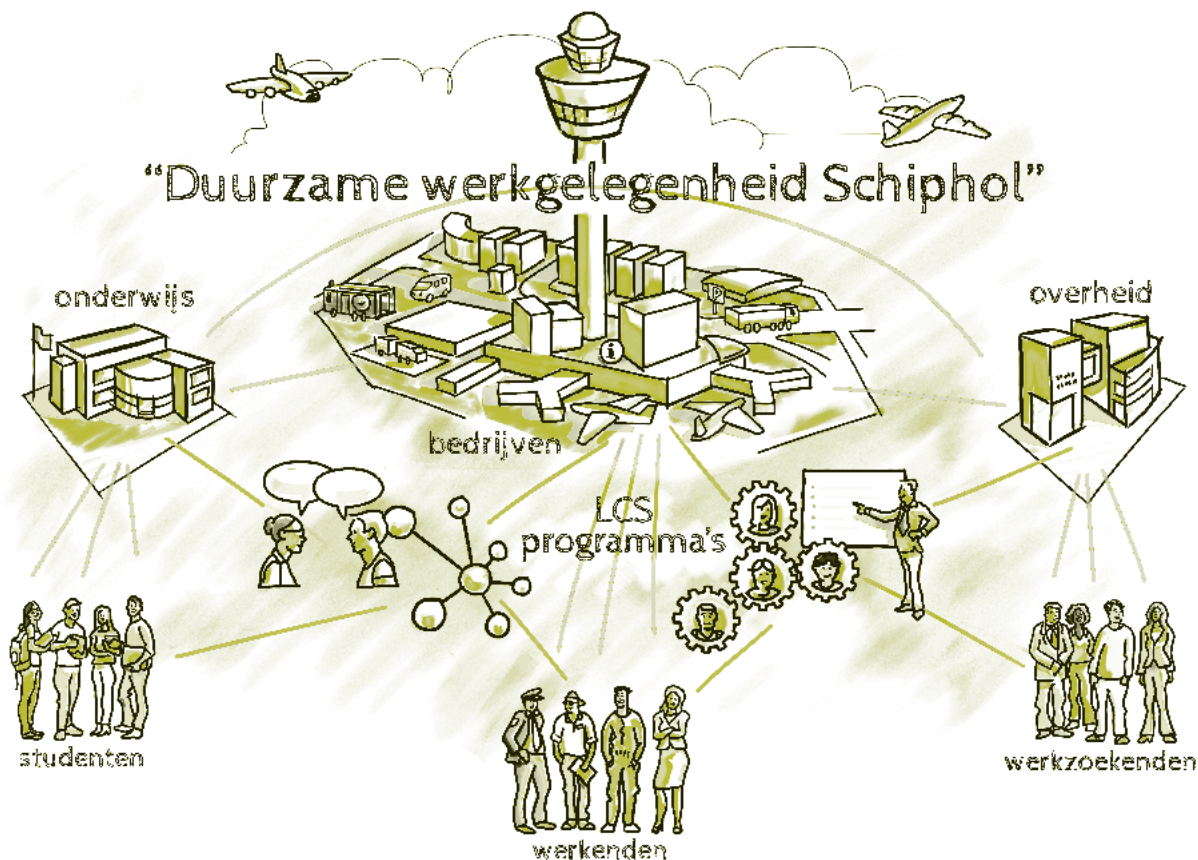 “Duurzame werkgelegenheid Schiphol”
onderwijs
overheid
P
i
bedrijven
LCS
programma's
studenten
werkzoekenden
werkenden